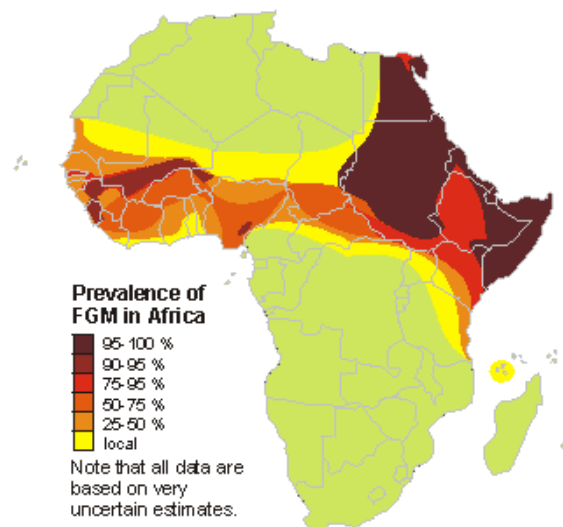 Prevalence of
FGM in Africa
95-100 %
90-95 %
75-95 %
50-75 %
25-50 %
local
Note that all data are
based on very
uncertain estimates.